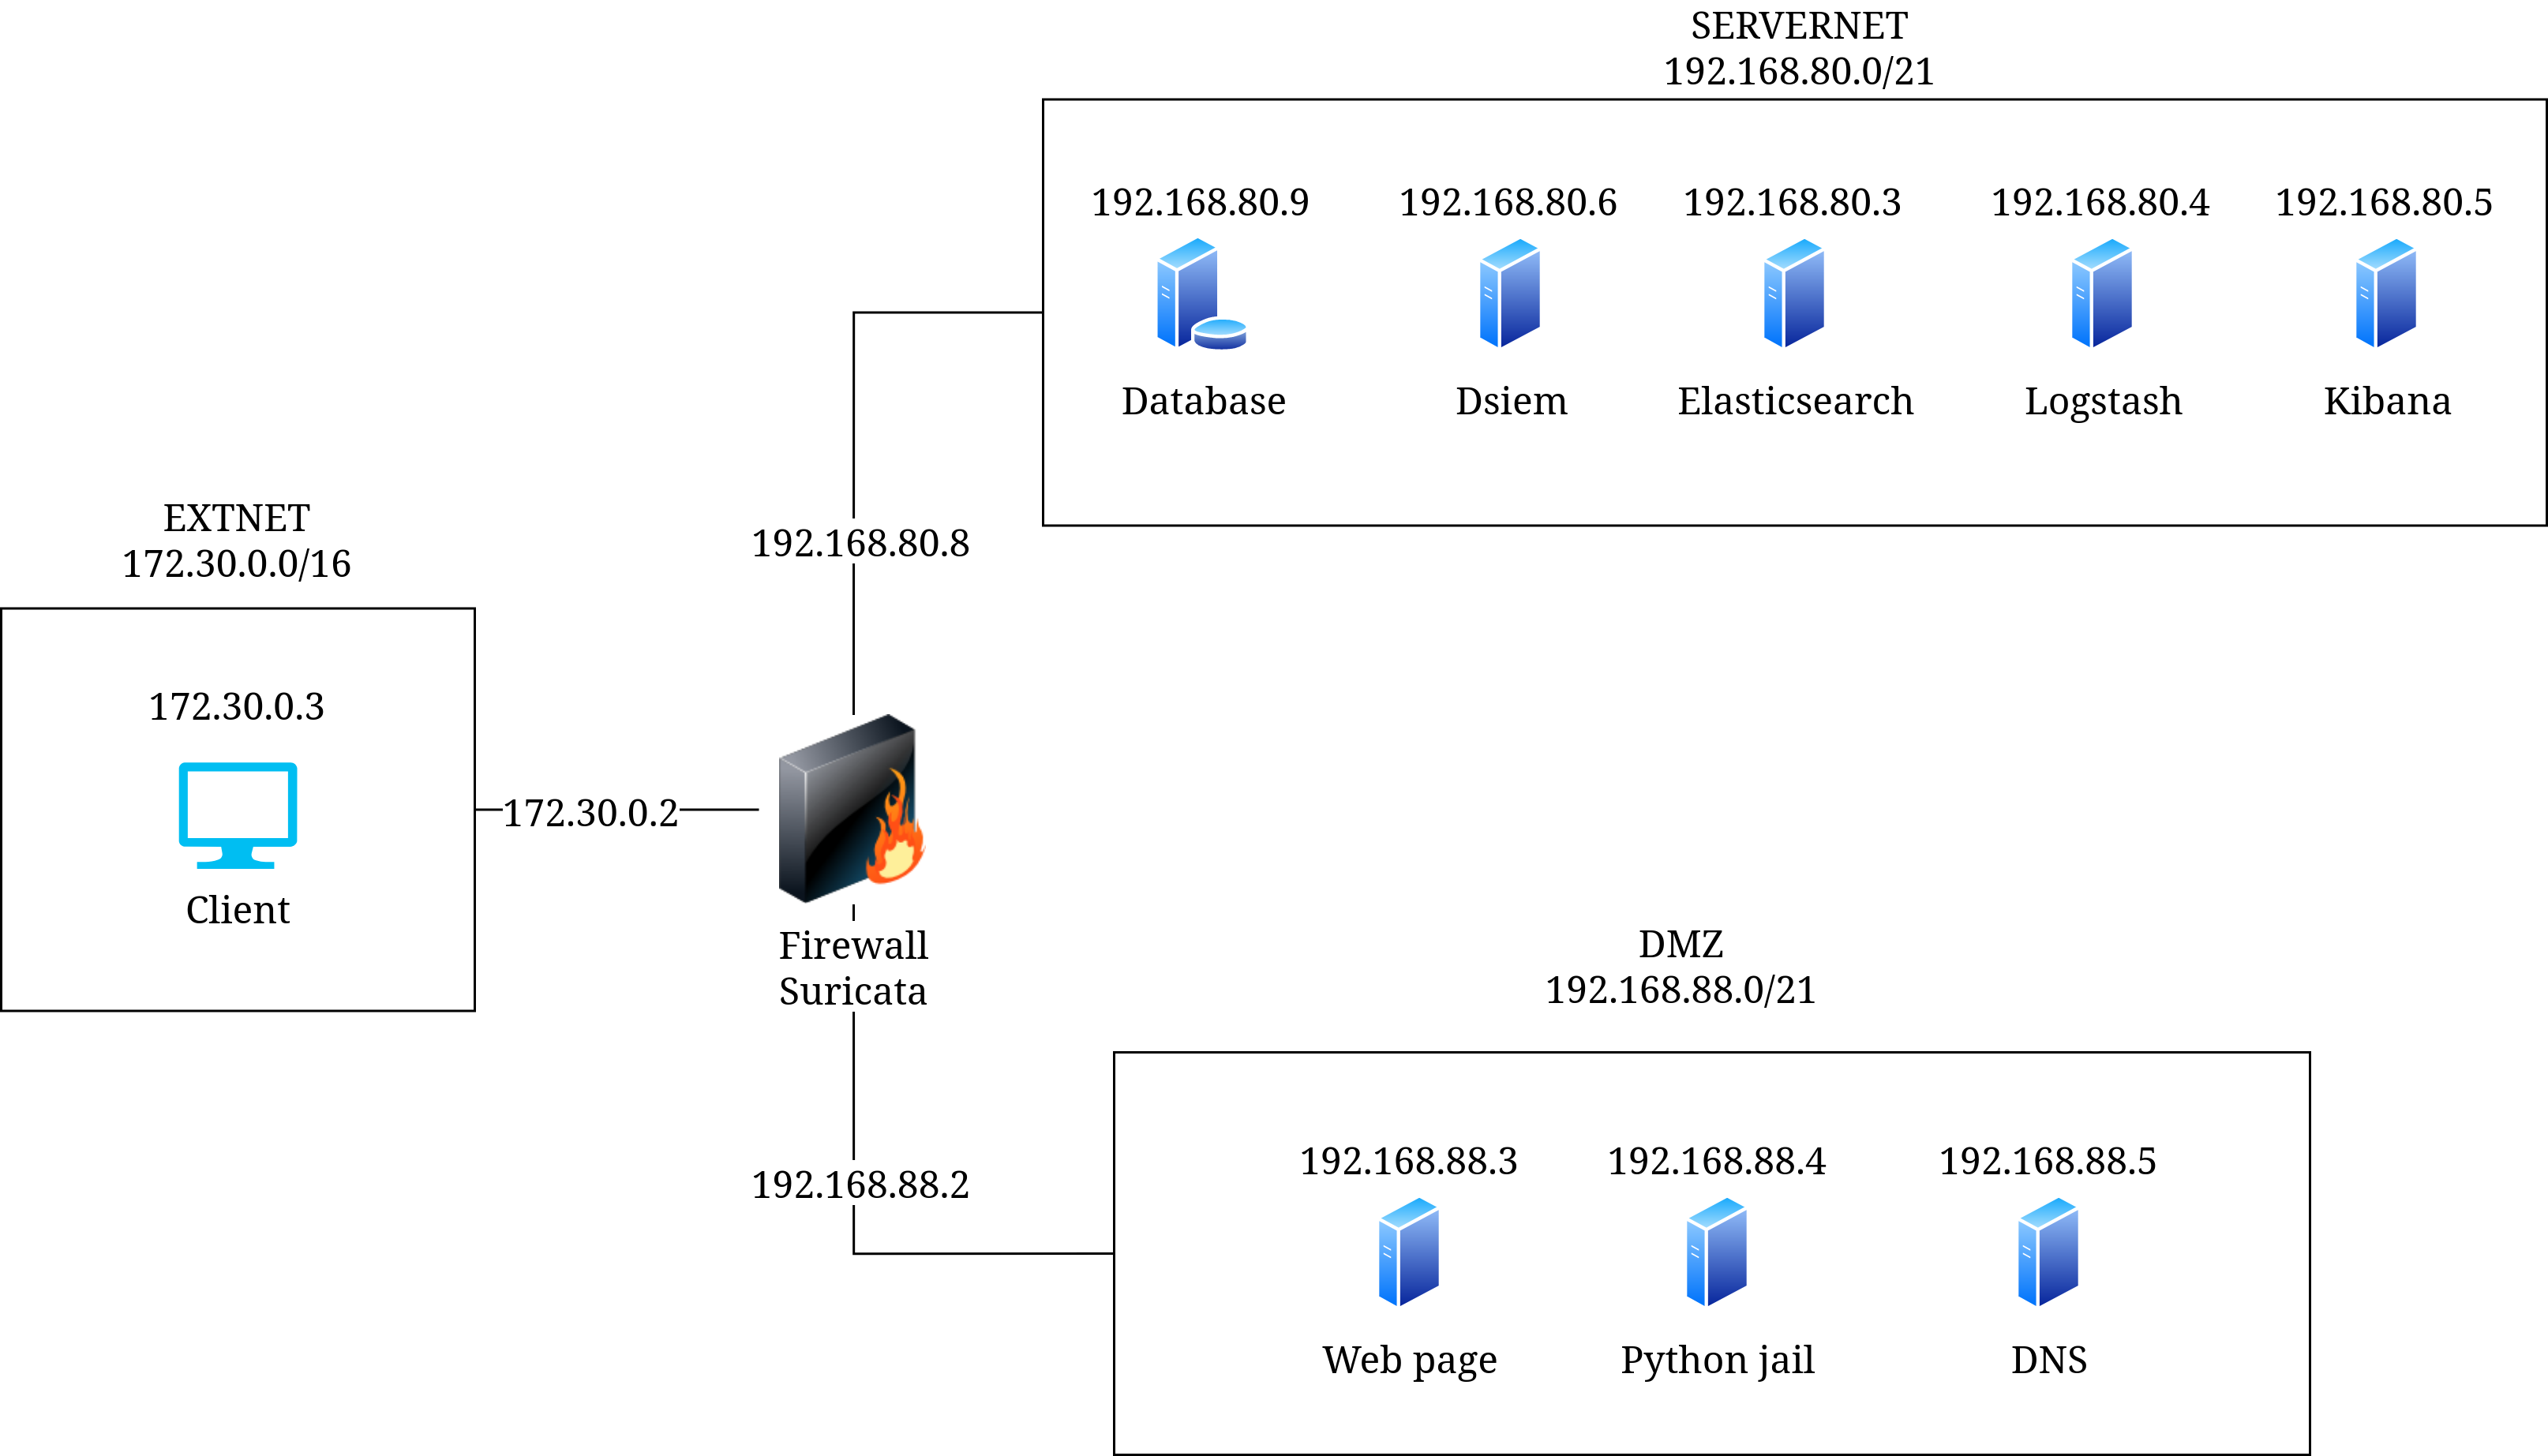 SERVERNET
192.168.80.0/21
192.168.80.9
192.168.80.6
192.168.80.3
192.168.80.4
192.168.80.5
Database
Dsiem
Elasticsearch
Logstash
Kibana
EXTNET
172.30.0.0/16
192.168.80.8
172.30.0.3
172.30.0.2
Client
Firewall
Suricata
DMZ
192.168.88.0/21
192.168.88.2
192.168.88.3
192.168.88.4
192.168.88.5
Web page
Python jail
DNS